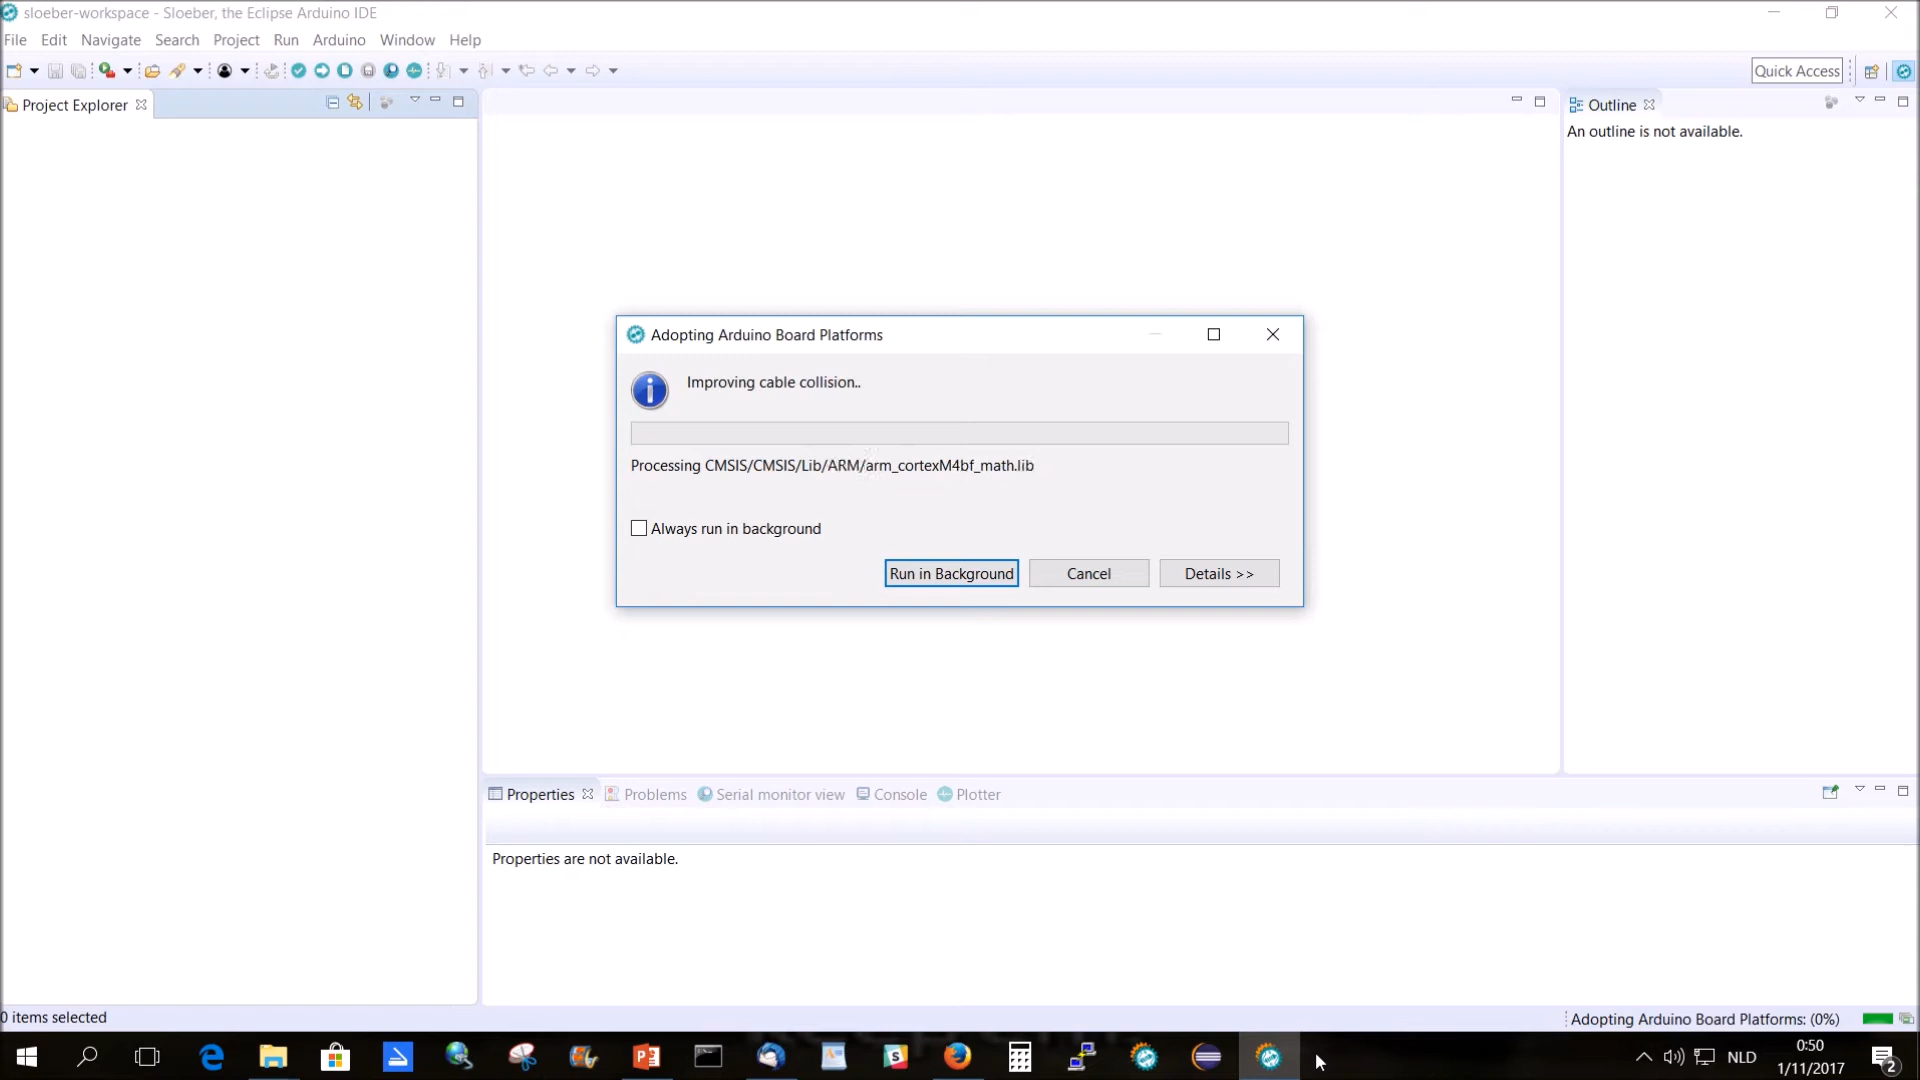 sloeber-workspace - Sloeber, the Eclipse Arduino IDE
File Edit Navigate Search Project Run Arduino Window Help
Quick Access
Project Explorer
Outline
An outline is not available.
Adopting Arduino Board Platforms
Improving cable collision..
Processing CMSIS/CMSIS/Lib/ARM/arm_cortexM4bf_math.lib
Always run in background
Run in Background Cancel Details >>
Properties Problems Serial monitor view Console Plotter
Properties are not available.
0 items selected
Adopting Arduino Board Platforms: (0%)
NLD
0:50
1/11/2017
2